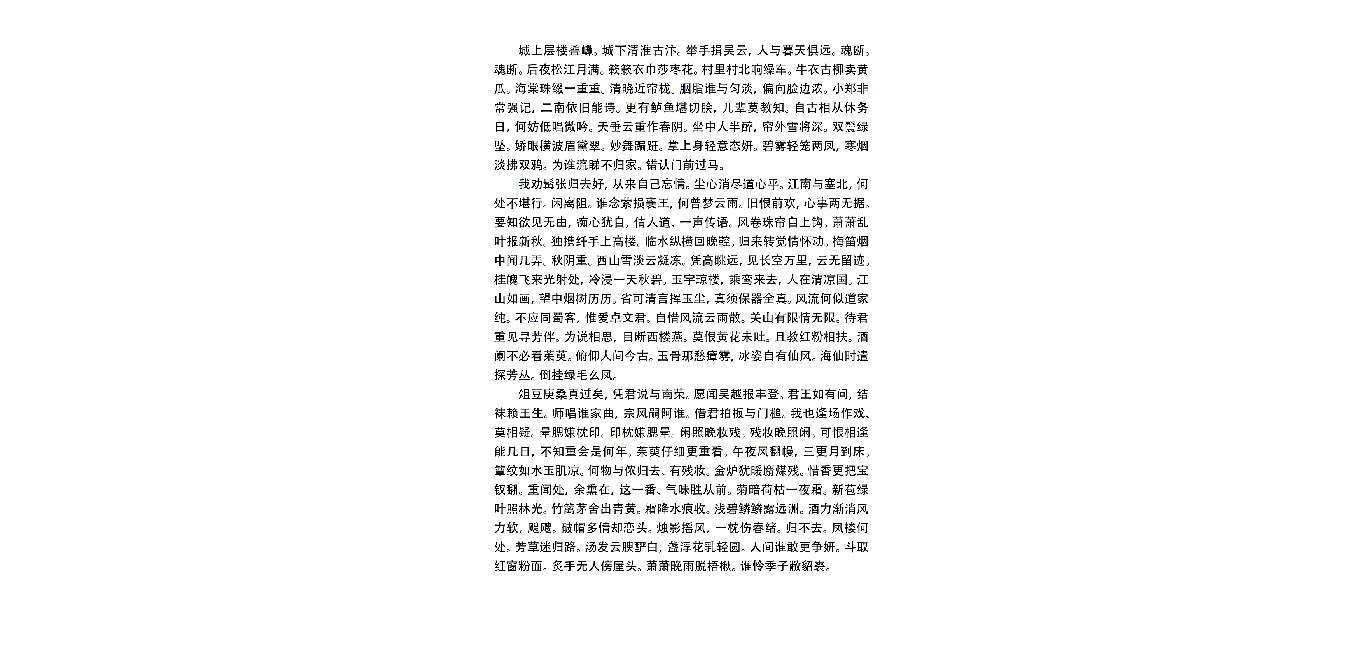 城上层楼叠巘。城下清淮古汴。举手揖吴云，人与暮天俱远。魂断。
魂断。后夜松江月满。簌簌衣巾莎枣花。村里村北响缲车。牛衣古柳卖黄
瓜。海棠珠缀一重重。清晓近帘栊。胭脂谁与匀淡，偏向脸边浓。小郑非
常强记，二南依旧能诗。更有鲈鱼堪切脍，儿辈莫教知。自古相从休务
日，何妨低唱微吟。天垂云重作春阴。坐中人半醉，帘外雪将深。双鬟绿
坠。娇眼横波眉黛翠。妙舞蹁跹。掌上身轻意态妍。碧雾轻笼两凤，寒烟
淡拂双鸦。为谁流睇不归家。错认门前过马。
我劝髯张归去好，从来自己忘情。尘心消尽道心平。江南与塞北，何
处不堪行。闲离阻。谁念萦损襄王，何曾梦云雨。旧恨前欢，心事两无据。
要知欲见无由，痴心犹自，倩人道、一声传语。风卷珠帘自上钩，萧萧乱
叶报新秋。独携纤手上高楼。临水纵横回晚鞚，归来转觉情怀动。梅笛烟
中闻几弄。秋阴重。西山雪淡云凝冻。凭高眺远，见长空万里，云无留迹。
桂魄飞来光射处，冷浸一天秋碧。玉宇琼楼，乘鸾来去，人在清凉国。江
山如画，望中烟树历历。省可清言挥玉尘，真须保器全真。风流何似道家
纯。不应同蜀客，惟爱卓文君。自惜风流云雨散。关山有限情无限。待君
重见寻芳伴。为说相思，目断西楼燕。莫恨黄花未吐。且教红粉相扶。酒
阑不必看茱萸。俯仰人间今古。玉骨那愁瘴雾，冰姿自有仙风。海仙时遣
探芳丛。倒挂绿毛么凤。
俎豆庚桑真过矣，凭君说与南荣。愿闻吴越报丰登。君王如有问，结
袜赖王生。师唱谁家曲，宗风嗣阿谁。借君拍板与门槌。我也逢场作戏、
莫相疑。晕腮嫌枕印。印枕嫌腮晕。闲照晚妆残。残妆晚照闲。可恨相逢
能几日，不知重会是何年。茱萸仔细更重看。午夜风翻幔，三更月到床。
簟纹如水玉肌凉。何物与侬归去、有残妆。金炉犹暖麝煤残。惜香更把宝
钗翻。重闻处，余熏在，这一番、气味胜从前。菊暗荷枯一夜霜。新苞绿
叶照林光。竹篱茅舍出青黄。霜降水痕收。浅碧鳞鳞露远洲。酒力渐消风
力软，飕飕。破帽多情却恋头。烛影摇风，一枕伤春绪。归不去。凤楼何
处。芳草迷归路。汤发云腴酽白，盏浮花乳轻圆。人间谁敢更争妍。斗取
红窗粉面。炙手无人傍屋头。萧萧晚雨脱梧楸。谁怜季子敝貂裘。